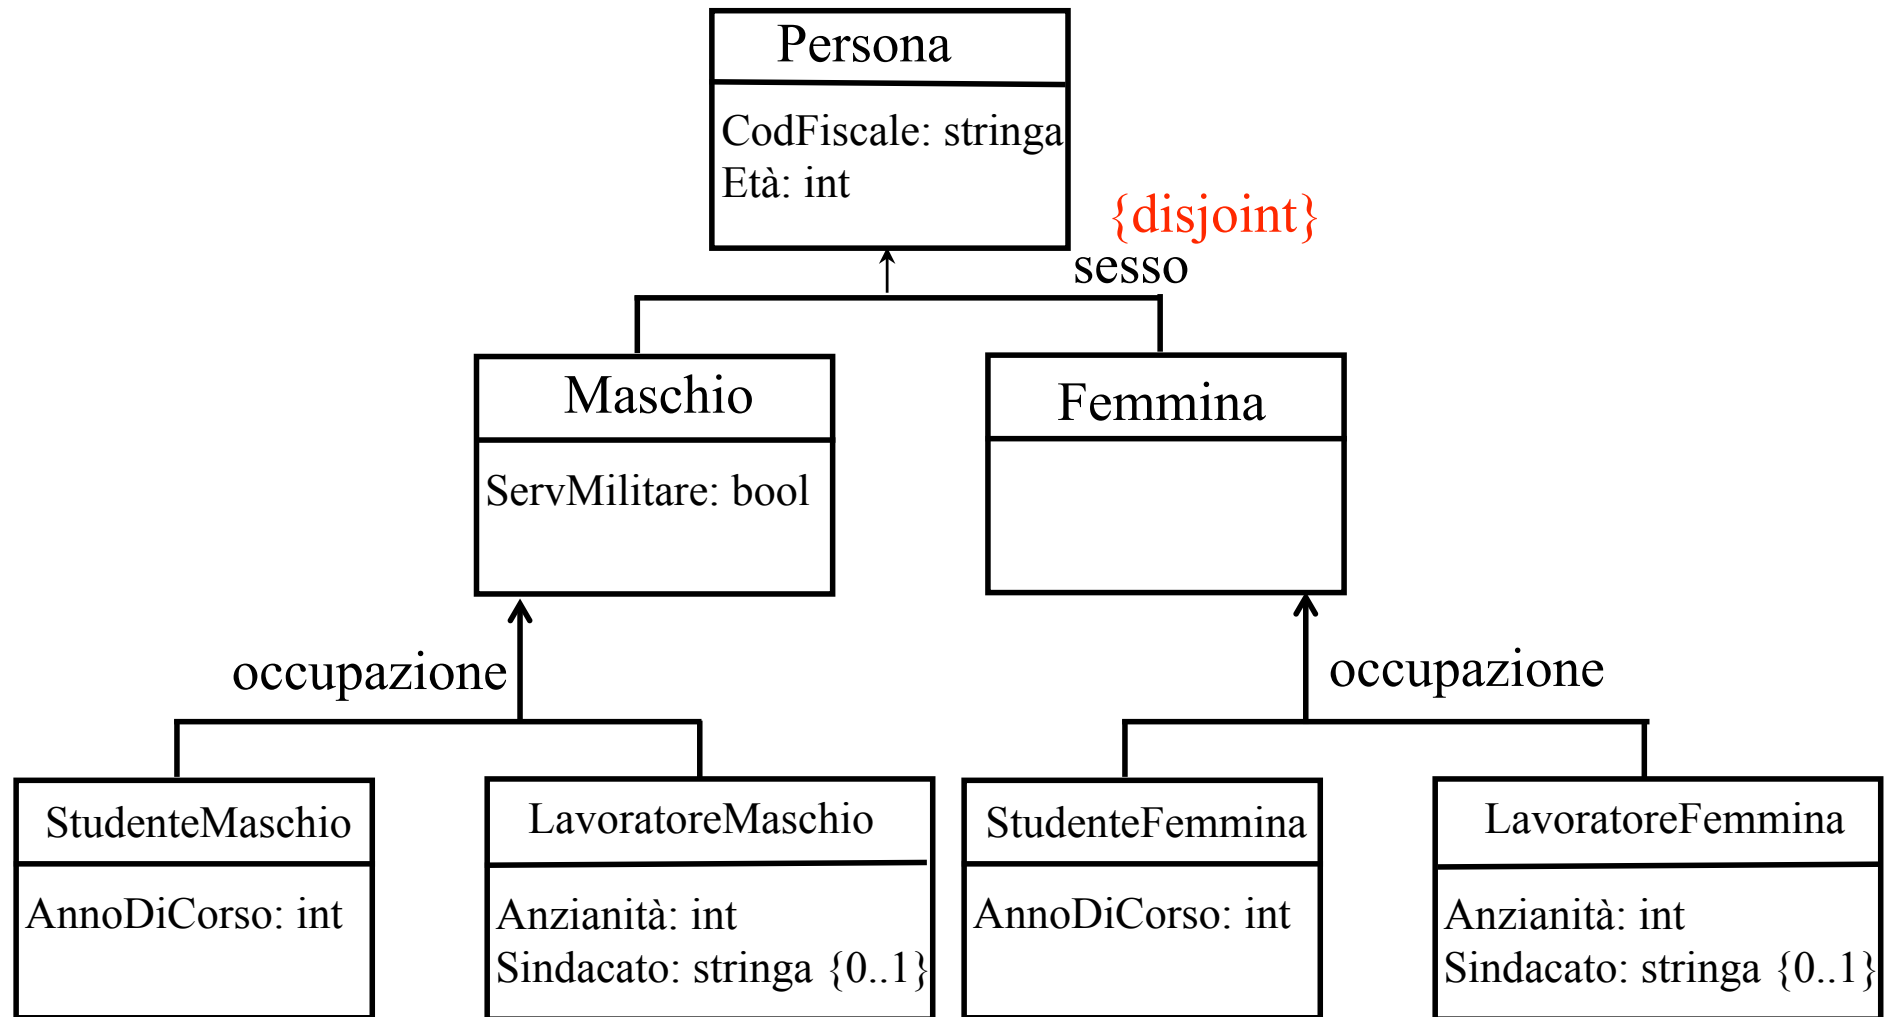 Persona
CodFiscale: stringa
Età: int
{disjoint}
sesso
Maschio
ServMilitare: bool
Femmina
occupazione
occupazione
StudenteMaschio
AnnoDiCorso: int
LavoratoreMaschio
Anzianità: int
Sindacato: stringa {0..1}
StudenteFemmina
AnnoDiCorso: int
LavoratoreFemmina
Anzianità: int
Sindacato: stringa {0..1}